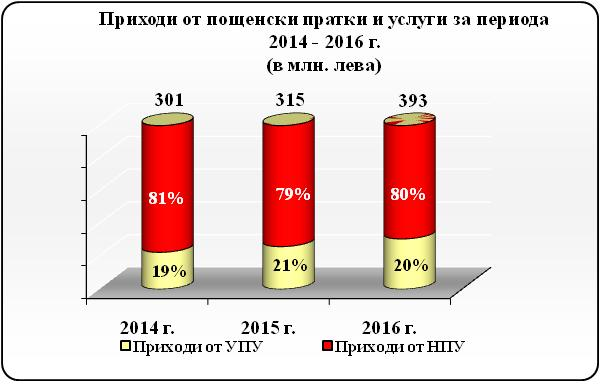 Приходи от пощенски пратки и услуги за периода
2014 - 2016 г.
(в млн. лева)
301 315 393
81% 79% 80%
19% 21% 20%
2014 г. 2015 г. 2016 г.
Приходи от УПУ Приходи от НПУ